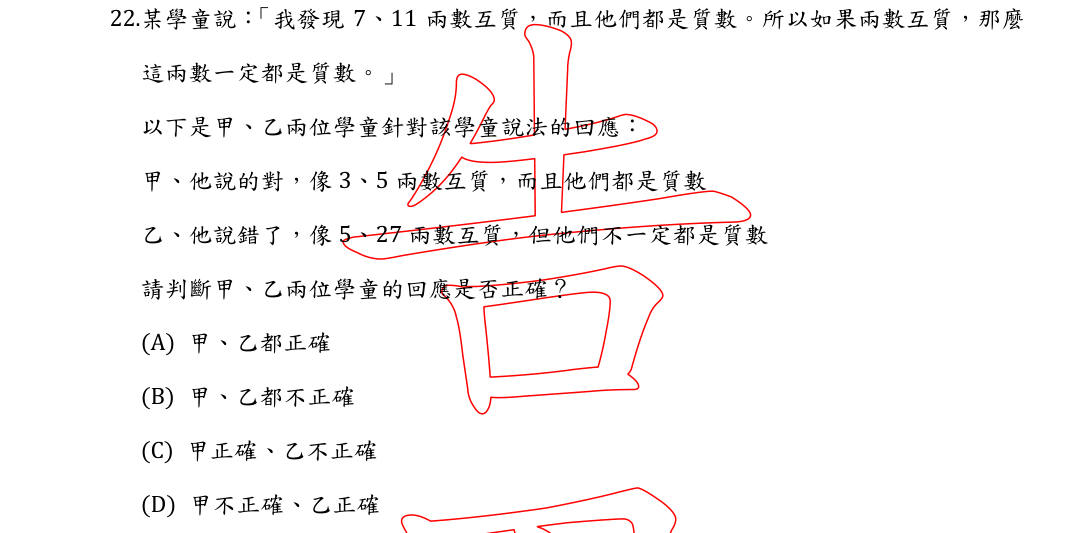 22.某學童說：「我發現 7、11 兩數互質，而且他們都是質數。所以如果兩數互質，那麼
這兩數一定都是質數。」
以下是甲、乙兩位學童針對該學童說法的回應：
甲、他說的對，像 3、5 兩數互質，而且他們都是質數
乙、他說錯了，像 5、27 兩數互質，但他們不一定都是質數
請判斷甲、乙兩位學童的回應是否正確？
(A) 甲、乙都正確
(B) 甲、乙都不正確
(C) 甲正確、乙不正確
(D) 甲不正確、乙正確
告